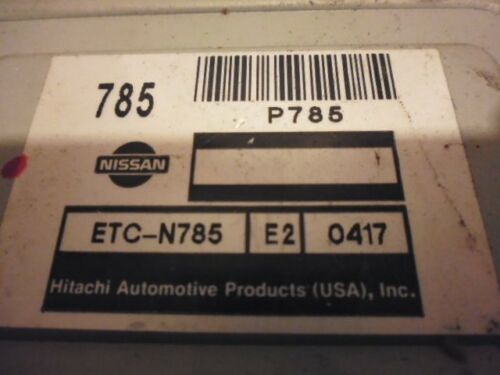 785
P785
NISSAN
ETC-N785 E2 0417
Hitachi Automotive Products (USA), Inc.